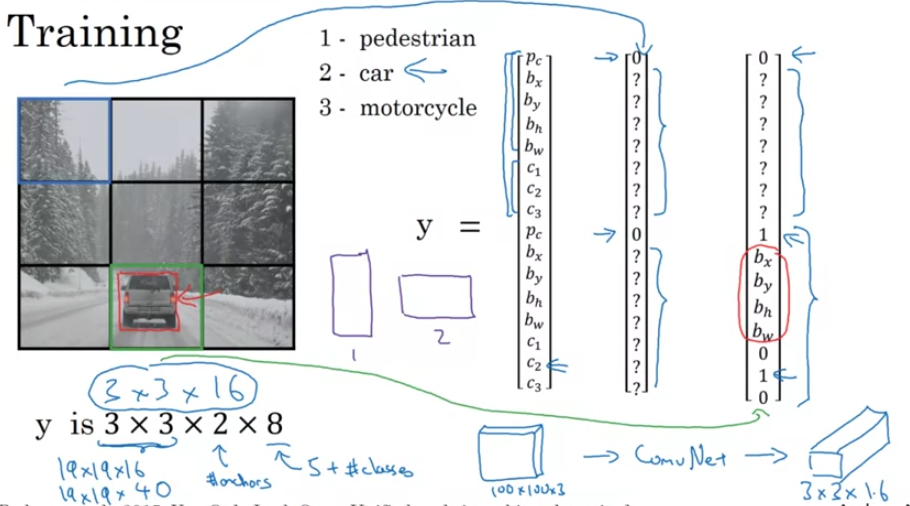 Training
1 - pedestrian
2 - car
3 - motorcycle
y =
p_c
b_x
b_y
b_h
b_w
c_1
c_2
c_3
p_c
b_x
b_y
b_h
b_w
c_1
c_2
c_3
0
?
?
?
?
?
?
?
0
?
?
?
?
?
?
?
0
?
?
?
?
?
?
?
1
b_x
b_y
b_h
b_w
0
1
0
1
2
3 × 3 × 16
y is 3 × 3 × 2 × 8
19×19×16
19×19×40
#anchors
5 + #classes
100×100×3
→ ConvNet →
3×3×16